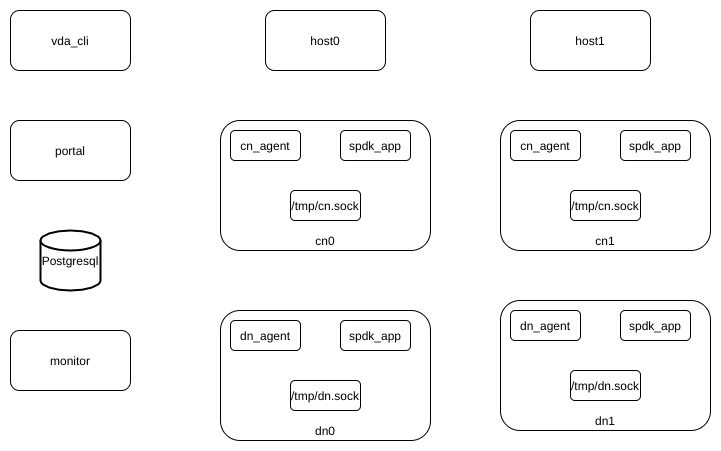 vda_cli
host0
host1
portal
cn_agent
spdk_app
/tmp/cn.sock
cn0
cn_agent
spdk_app
/tmp/cn.sock
cn1
Postgresql
monitor
dn_agent
spdk_app
/tmp/dn.sock
dn0
dn_agent
spdk_app
/tmp/dn.sock
dn1